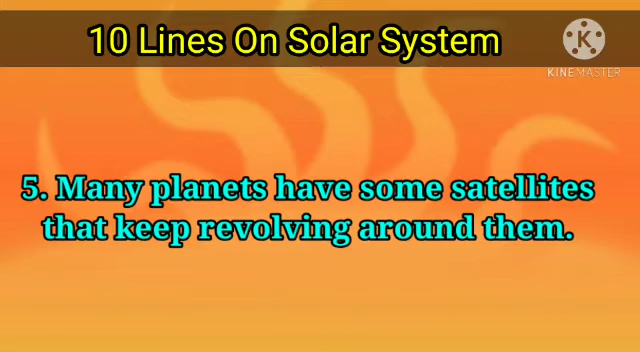 10 Lines On Solar System
K
KINEMASTER
5. Many planets have some satellites
that keep revolving around them.